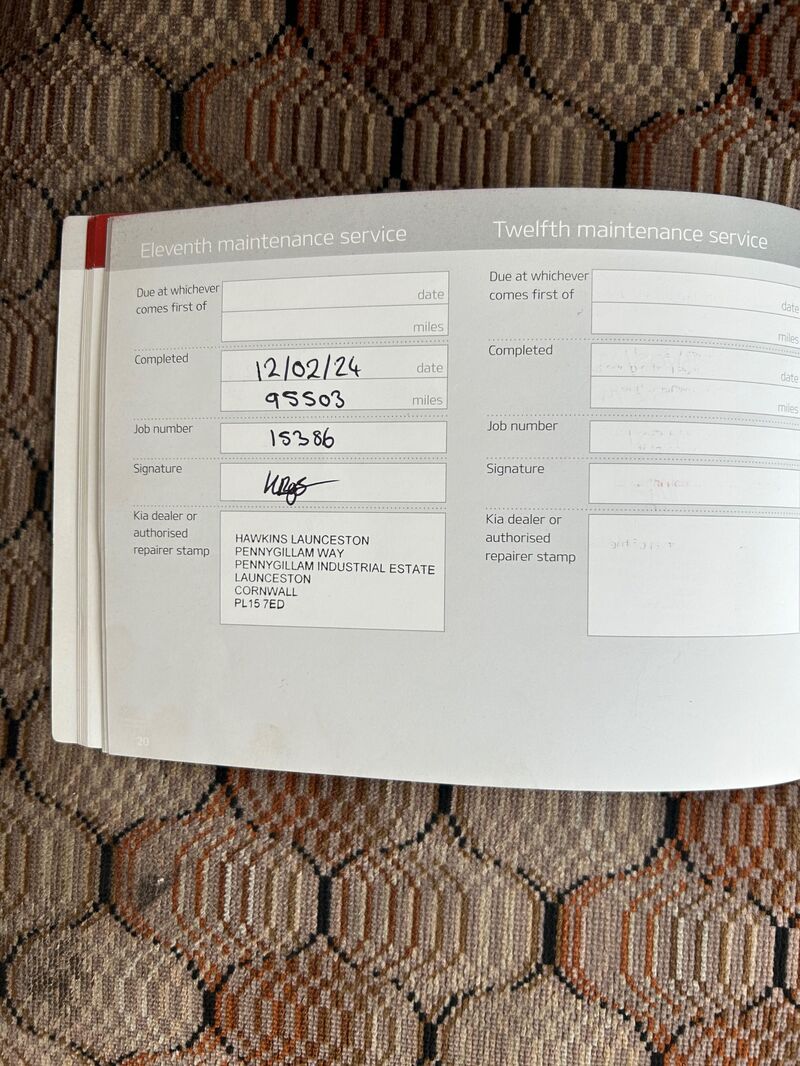 Eleventh maintenance service
Due at whichever
comes first of
date
miles
Completed
12/02/24 date
95503 miles
Job number
15386
Signature
Kia dealer or
authorised
repairer stamp
HAWKINS LAUNCESTON
PENNYGILLAM WAY
PENNYGILLAM INDUSTRIAL ESTATE
LAUNCESTON
CORNWALL
PL15 7ED
20
Twelfth maintenance service
Due at whichever
comes first of
date
miles
Completed
date
miles
Job number
Signature
Kia dealer or
authorised
repairer stamp